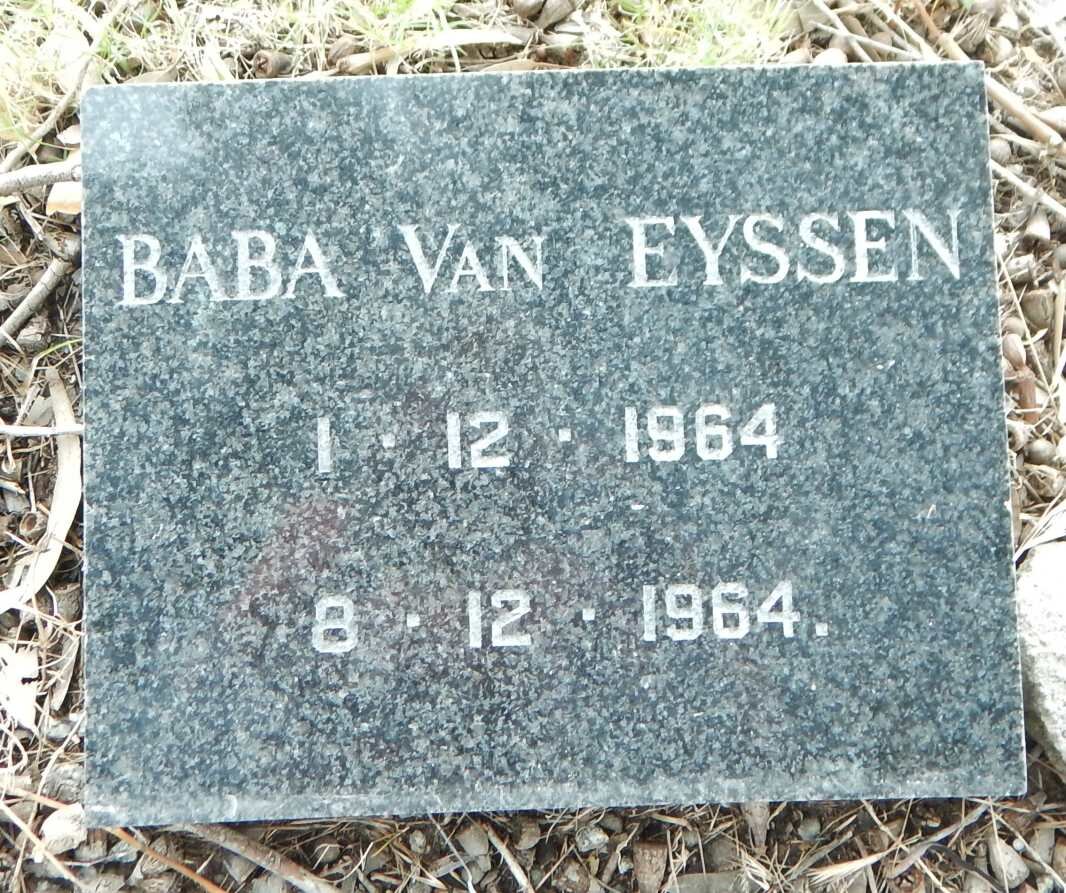 BABA VAN EYSSEN
1 · 12 · 1964
8 · 12 · 1964.